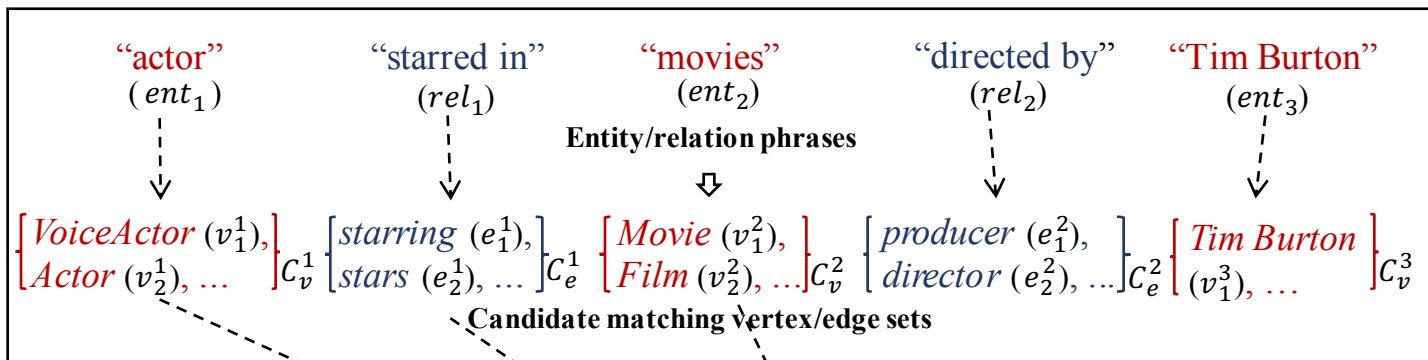 “actor” “starred in” “movies” “directed by” “Tim Burton”
(ent₁) (rel₁) (ent₂) (rel₂) (ent₃)
Entity/relation phrases
{VoiceActor (v₁¹), {starring (e₁¹), {Movie (v₁²), {producer (e₁²), {Tim Burton
Actor (v₂¹), …} C_v¹ stars (e₂¹), …} C_e¹ Film (v₂²), …} C_v² director (e₂²), ...} C_e² (v₁³), …} C_v³
Candidate matching vertex/edge sets